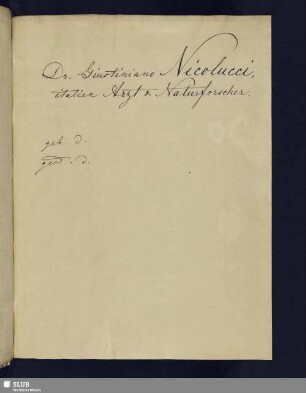 Dr. Giustiniano Nicolucci,
italien Arzt u. Naturforscher.
geb. d.
gest. d.
SLUB